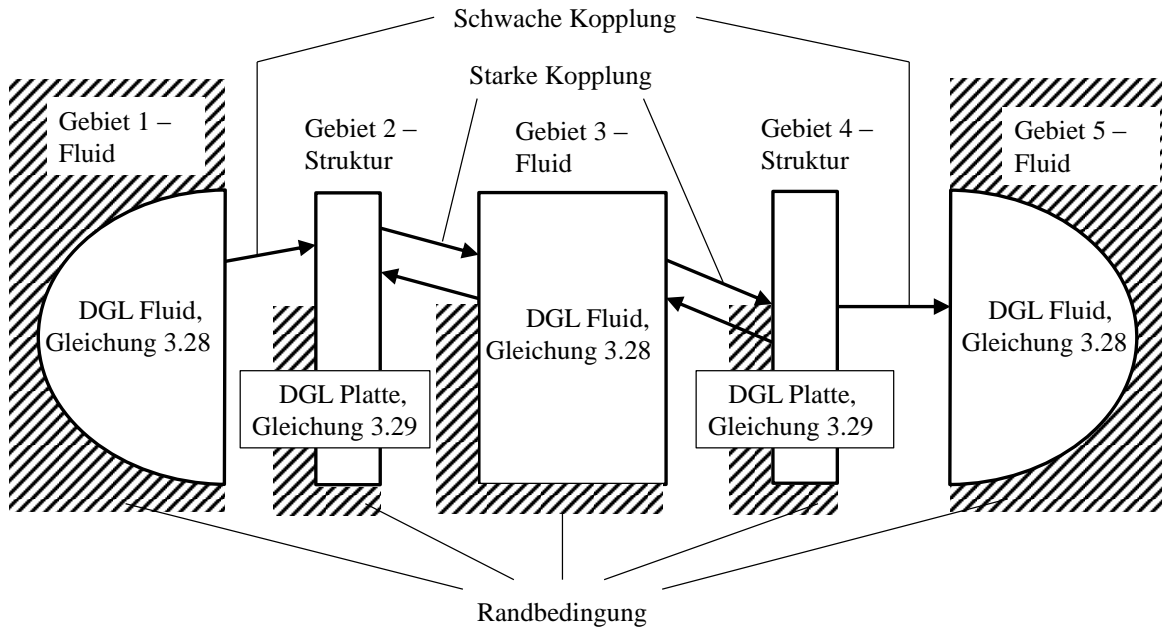 Schwache Kopplung
Starke Kopplung
Gebiet 1 –
Fluid
Gebiet 2 –
Struktur
Gebiet 3 –
Fluid
Gebiet 4 –
Struktur
Gebiet 5 –
Fluid
DGL Fluid,
Gleichung 3.28
DGL Platte,
Gleichung 3.29
DGL Fluid,
Gleichung 3.28
DGL Platte,
Gleichung 3.29
DGL Fluid,
Gleichung 3.28
Randbedingung